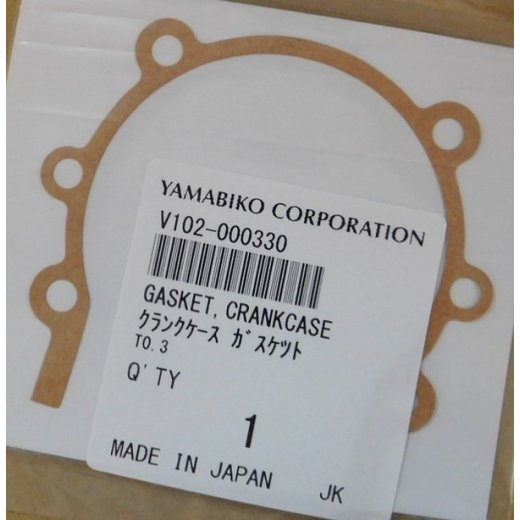 YAMABIKO CORPORATION
V102-000330
GASKET, CRANKCASE
クランクケース ガスケツト
T0.3
Q'TY
1
MADE IN JAPAN JK